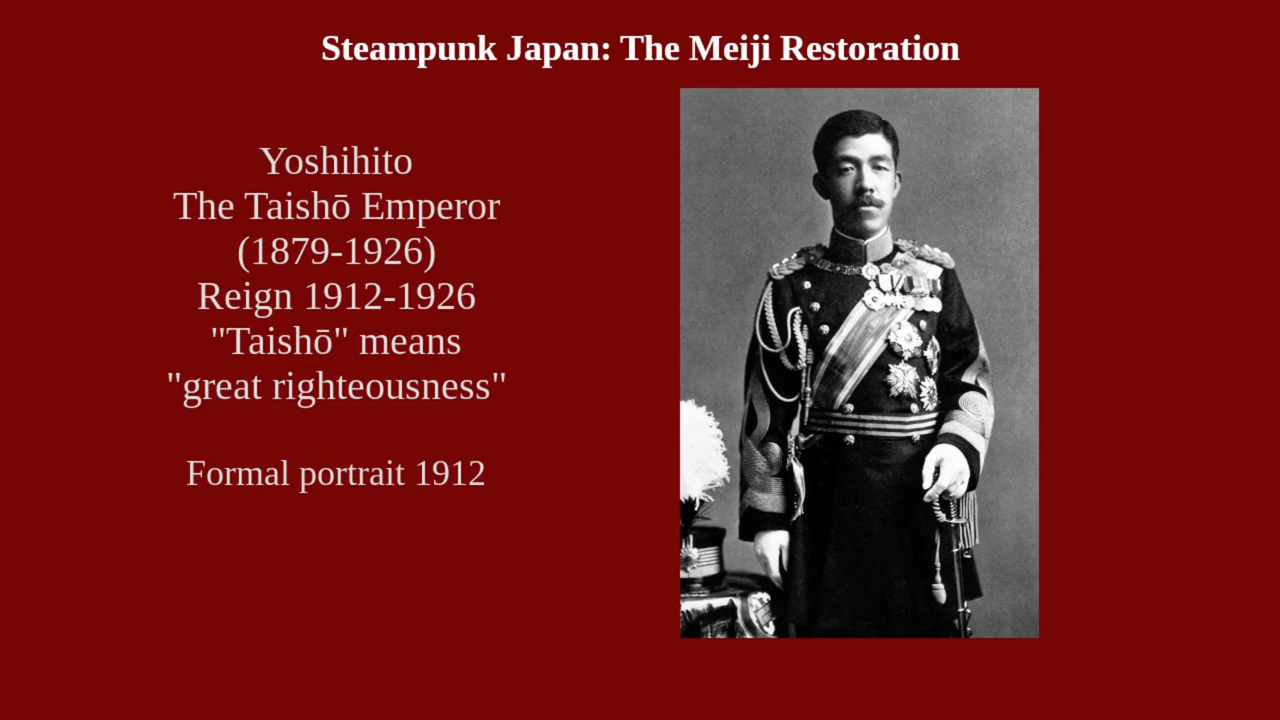 Steampunk Japan: The Meiji Restoration
Yoshihito
The Taishō Emperor
(1879-1926)
Reign 1912-1926
"Taishō" means
"great righteousness"
Formal portrait 1912